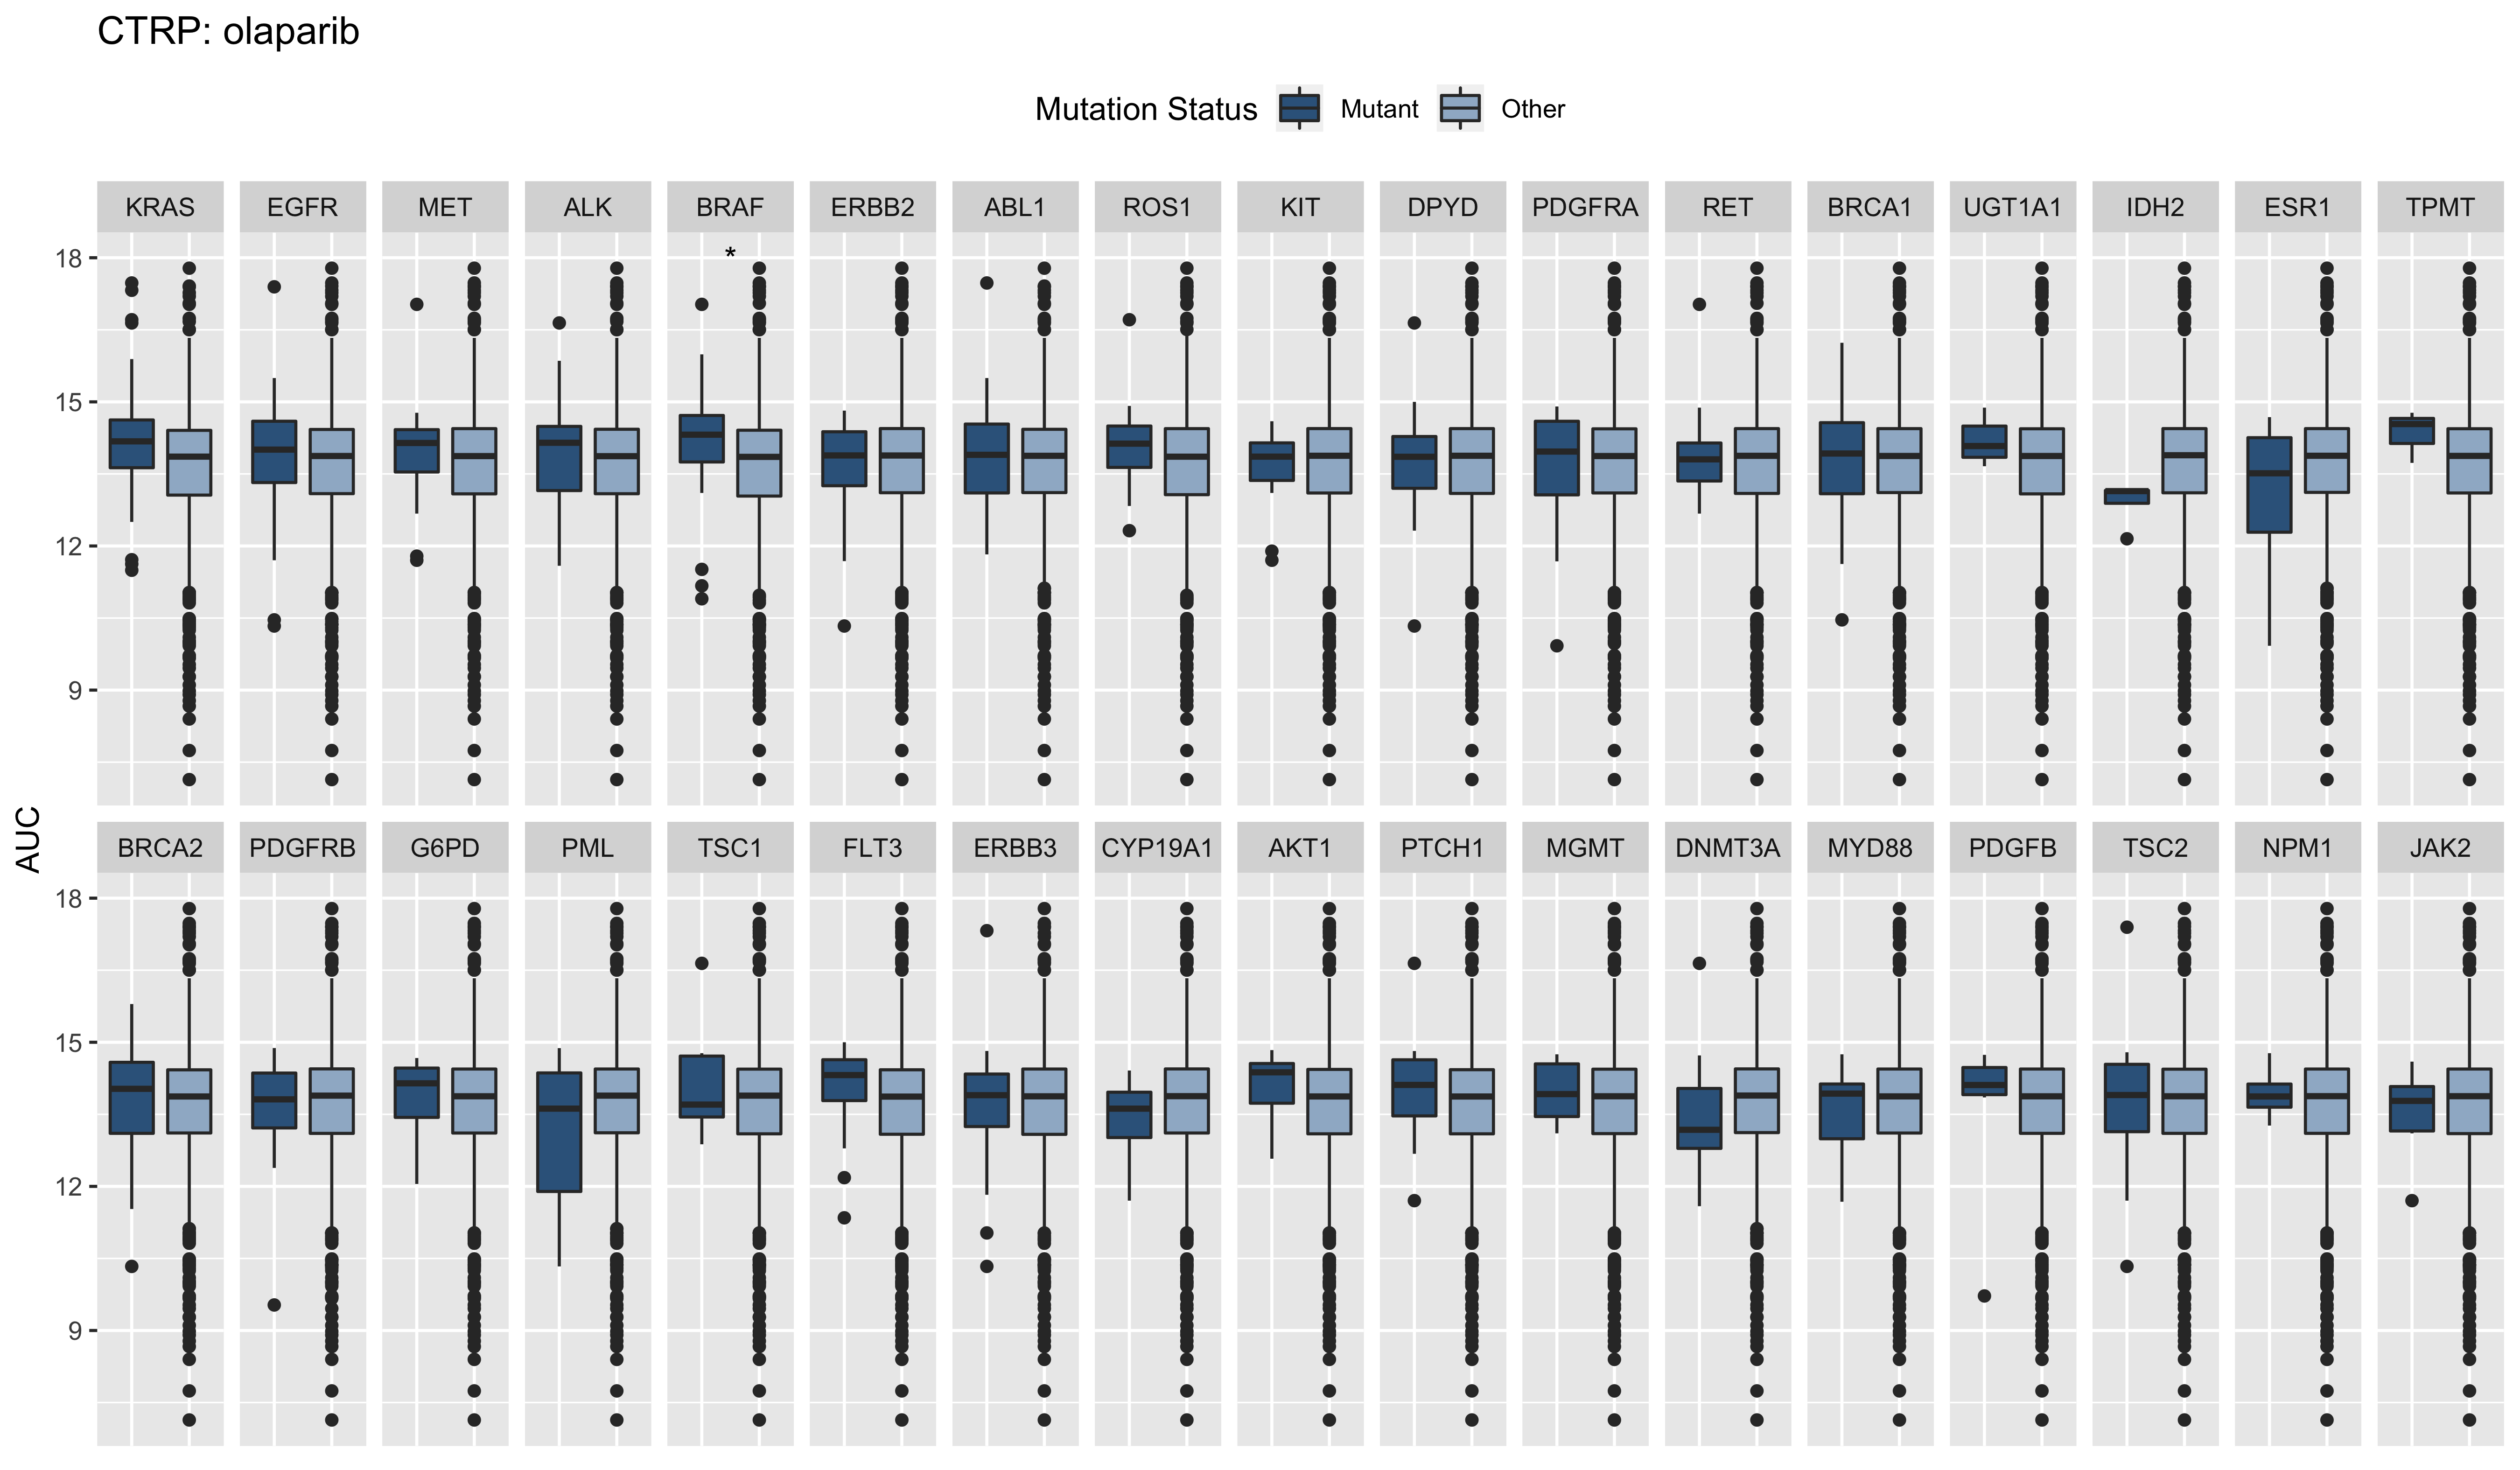 CTRP: olaparib
Mutation Status Mutant Other
KRAS EGFR MET ALK BRAF ERBB2 ABL1 ROS1 KIT DPYD PDGFRA RET BRCA1 UGT1A1 IDH2 ESR1 TPMT
*
18
15
12
9
AUC
BRCA2 PDGFRB G6PD PML TSC1 FLT3 ERBB3 CYP19A1 AKT1 PTCH1 MGMT DNMT3A MYD88 PDGFB TSC2 NPM1 JAK2
18
15
12
9